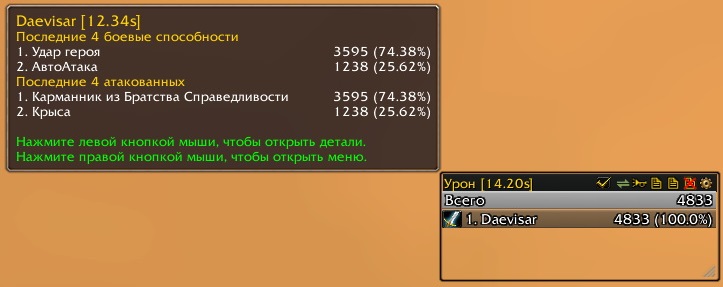 Daevisar [12.34s]
Последние 4 боевые способности
1. Удар героя 3595 (74.38%)
2. АвтоАтака 1238 (25.62%)
Последние 4 атакованных
1. Карманник из Братства Справедливости 3595 (74.38%)
2. Крыса 1238 (25.62%)
Нажмите левой кнопкой мыши, чтобы открыть детали.
Нажмите правой кнопкой мыши, чтобы открыть меню.
Урон [14.20s]
Всего 4833
1. Daevisar 4833 (100.0%)